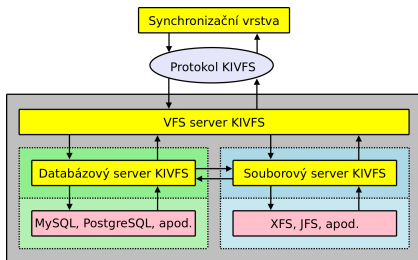 Synchronizační vrstva
Protokol KIVFS
VFS server KIVFS
Databázový server KIVFS
Souborový server KIVFS
MySQL, PostgreSQL, apod.
XFS, JFS, apod.